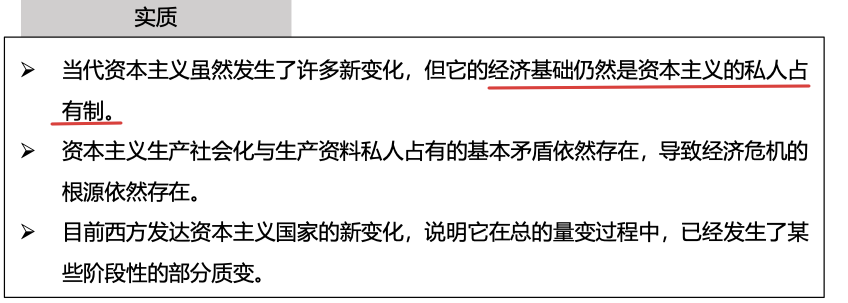 实质
➢ 当代资本主义虽然发生了许多新变化，但它的经济基础仍然是资本主义的私人占
有制。
➢ 资本主义生产社会化与生产资料私人占有的基本矛盾依然存在，导致经济危机的
根源依然存在。
➢ 目前西方发达资本主义国家的新变化，说明它在总的量变过程中，已经发生了某
些阶段性的部分质变。